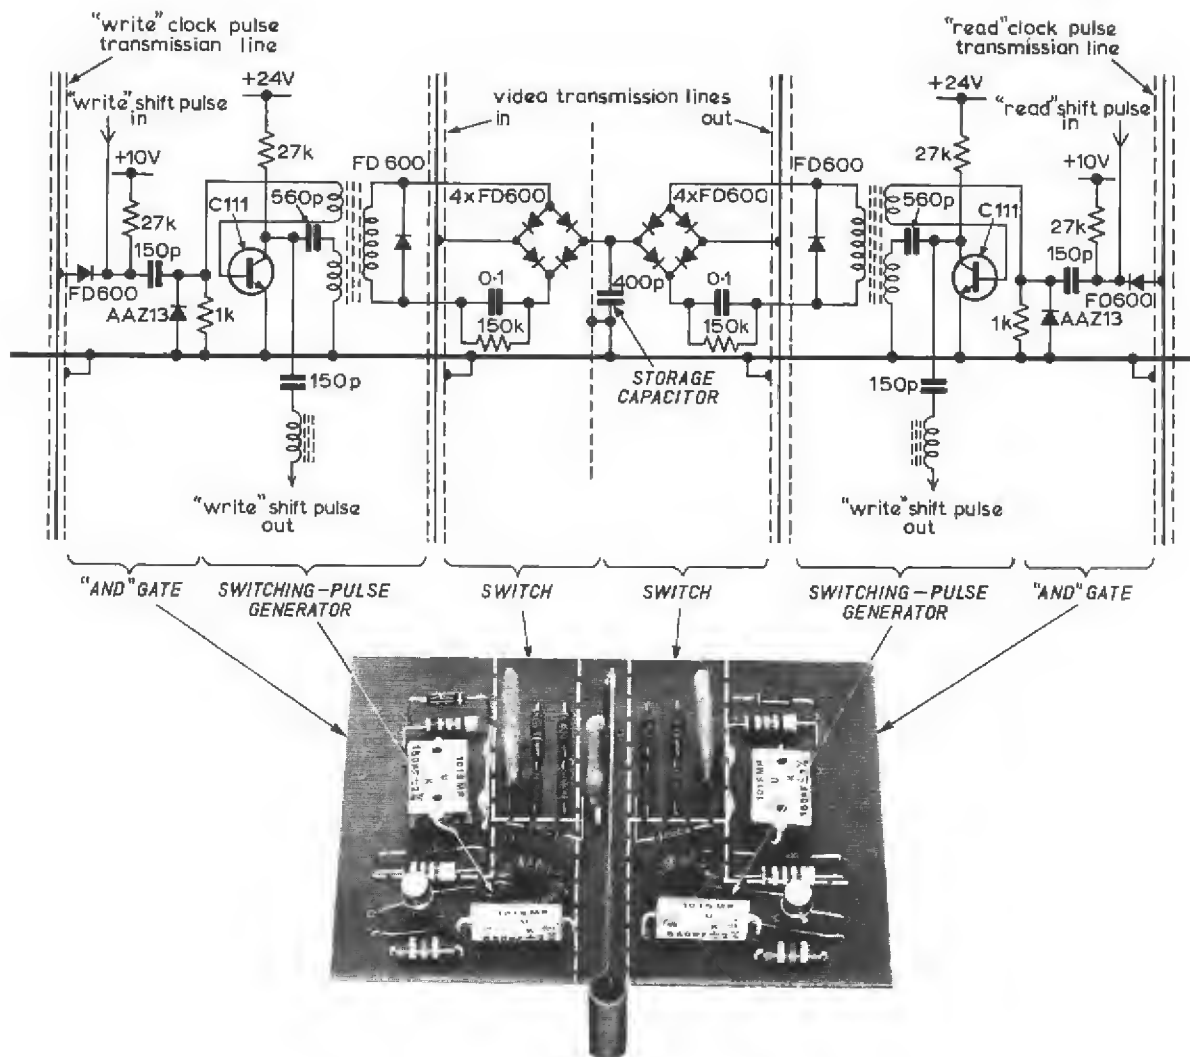 "write" clock pulse
transmission line
"read" clock pulse
transmission line
+24V
+24V
"write" shift pulse
in
video transmission lines
in
out
"read" shift pulse
in
27k
FD600
FD600
27k
+10V
+10V
C111
560p
4xFD600
4xFD600
560p
C111
27k
27k
150p
150p
0·1
400p
0·1
FD600
FD600
AAZ13
1k
150k
150k
1k
AAZ13
150p
STORAGE
CAPACITOR
150p
"write" shift pulse
out
"write" shift pulse
out
"AND" GATE
SWITCHING-PULSE
GENERATOR
SWITCH
SWITCH
SWITCHING-PULSE
GENERATOR
"AND" GATE